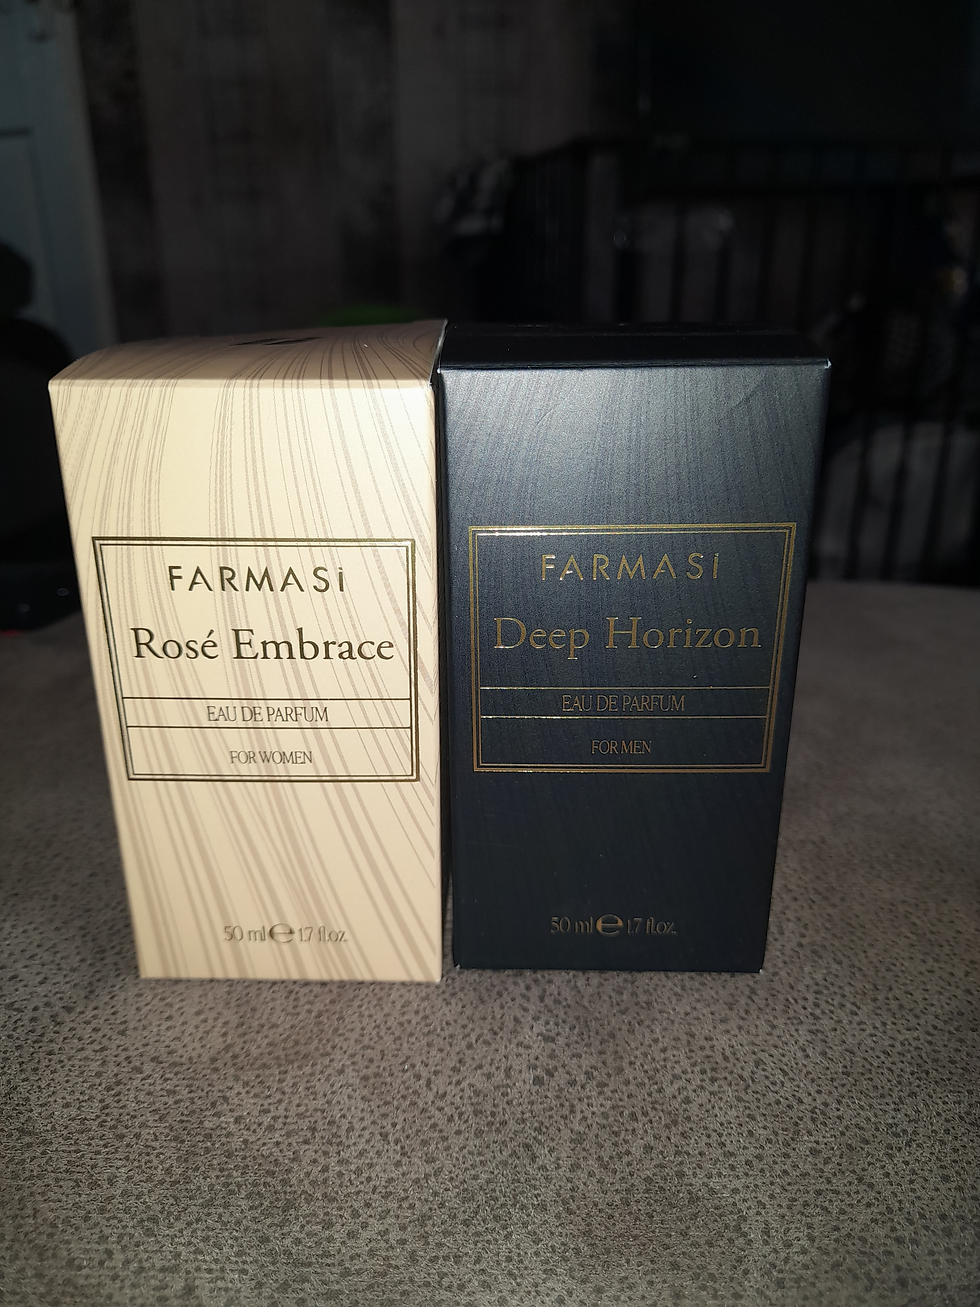 FARMASi
Rosé Embrace
EAU DE PARFUM
FOR WOMEN
50 ml e 1.7 fl.oz.
FARMASi
Deep Horizon
EAU DE PARFUM
FOR MEN
50 ml e 1.7 fl.oz.